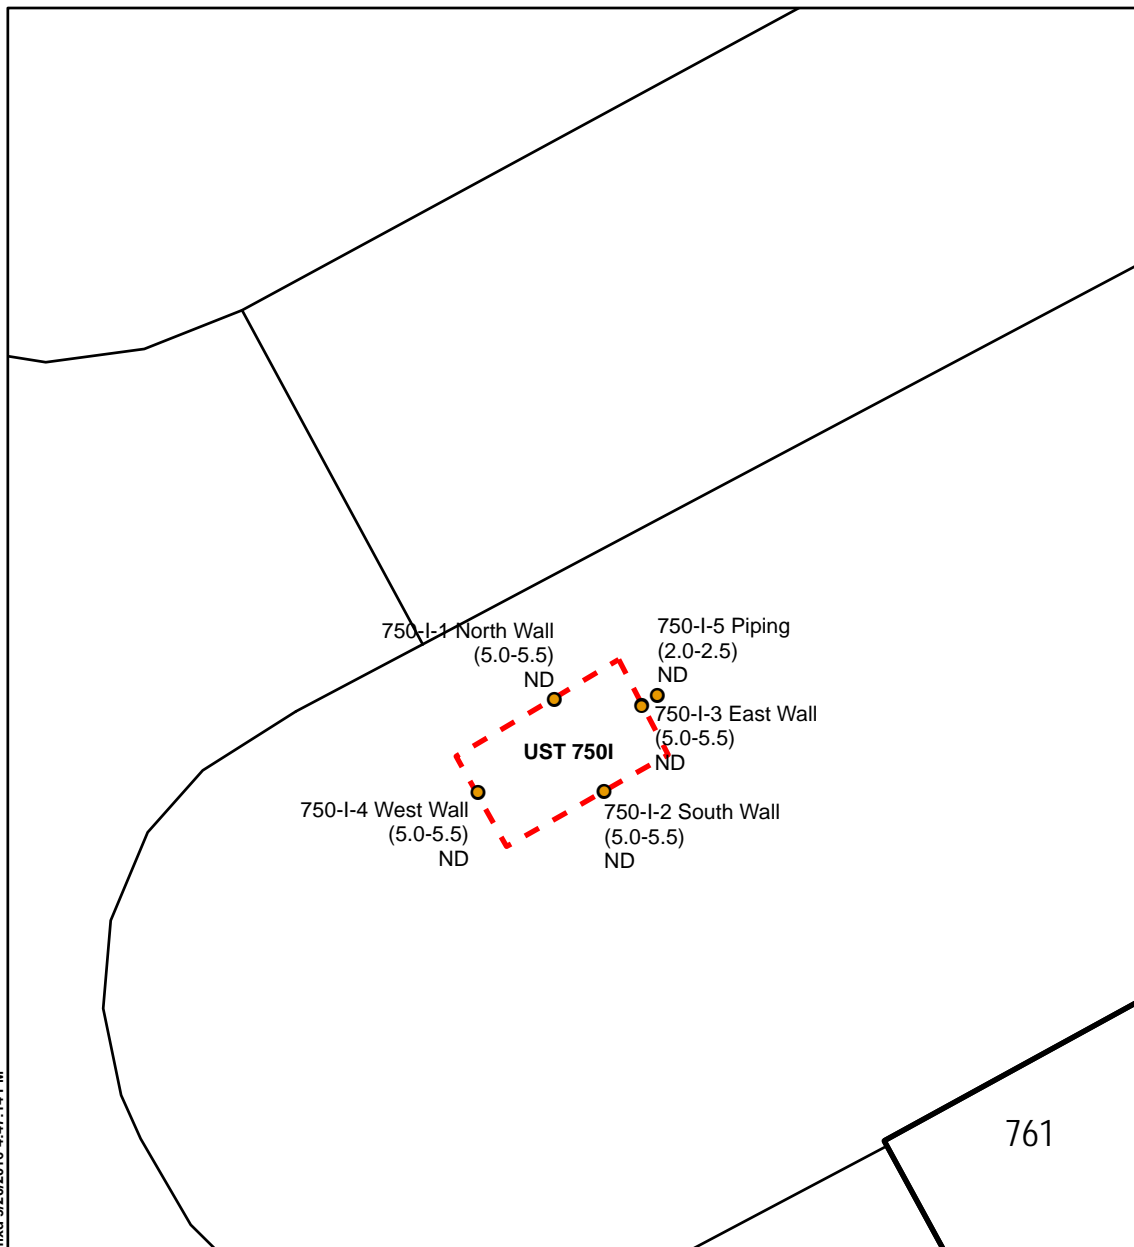 750-I-1 North Wall
(5.0-5.5)
ND
750-I-5 Piping
(2.0-2.5)
ND
750-I-3 East Wall
(5.0-5.5)
ND
UST 750I
750-I-4 West Wall
(5.0-5.5)
ND
750-I-2 South Wall
(5.0-5.5)
ND
761